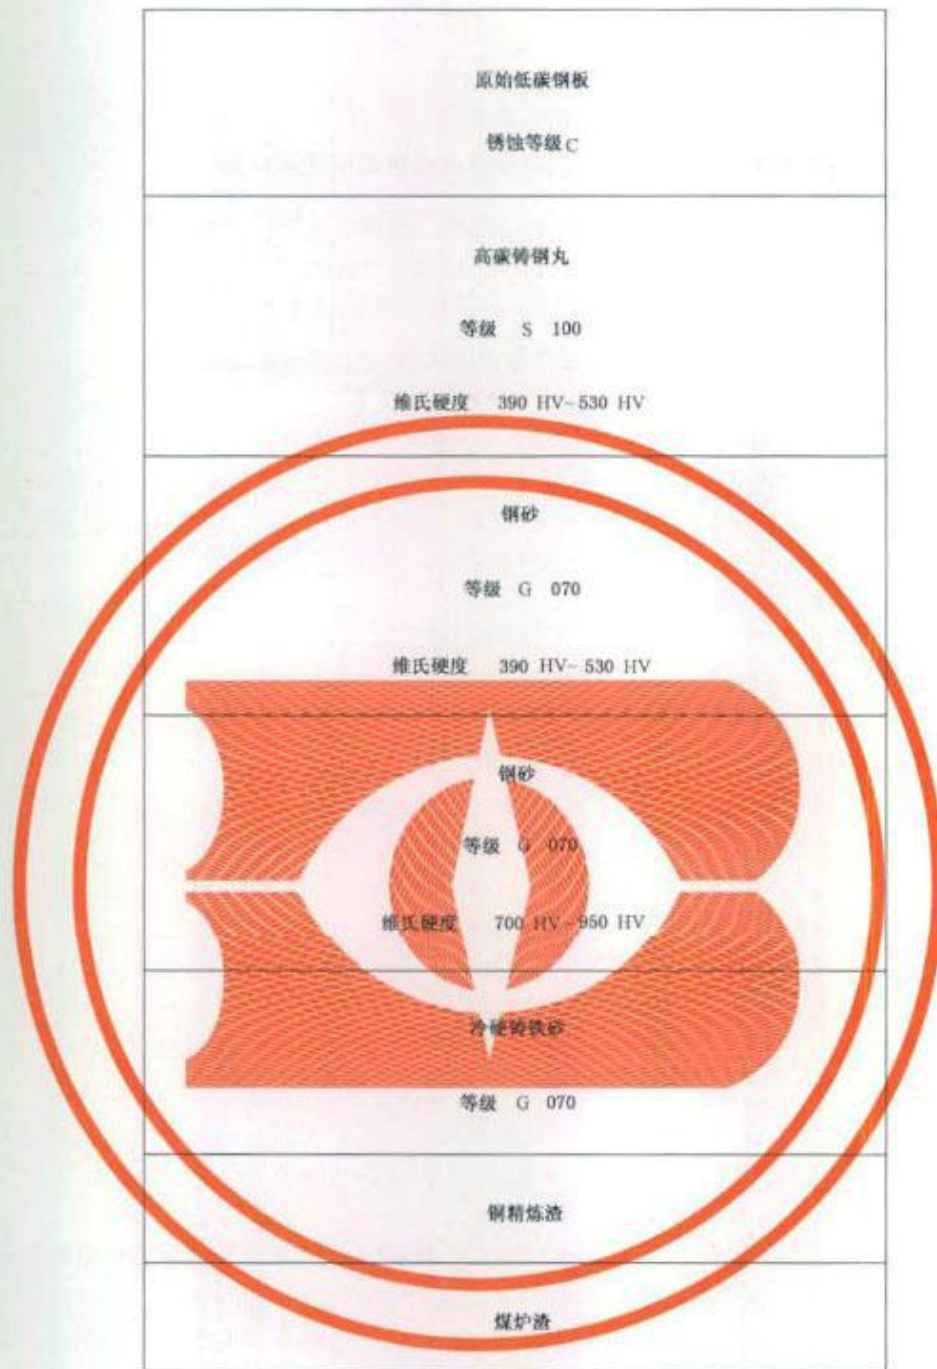 原始低碳钢板
锈蚀等级C
高碳铸钢丸
等级 S 100
维氏硬度 390 HV~530 HV
钢砂
等级 G 070
维氏硬度 390 HV~530 HV
钢砂
等级 G 070
维氏硬度 700 HV~950 HV
冷硬铸铁砂
等级 G 070
铜精炼渣
煤炉渣